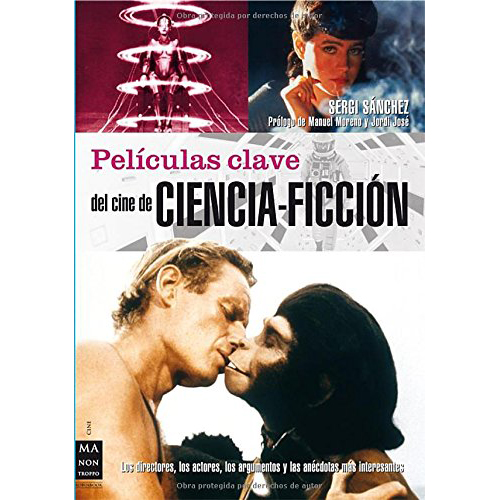 Obra protegida por derechos de autor
SERGI SÁNCHEZ
Prólogo de Manuel Moreno y Jordi José
Películas clave
del cine de CIENCIA-FICCIÓN
CINE
MA
NON
TROPPO
Los directores, los actores, los argumentos y las anécdotas más interesantes
Obra protegida por derechos de autor